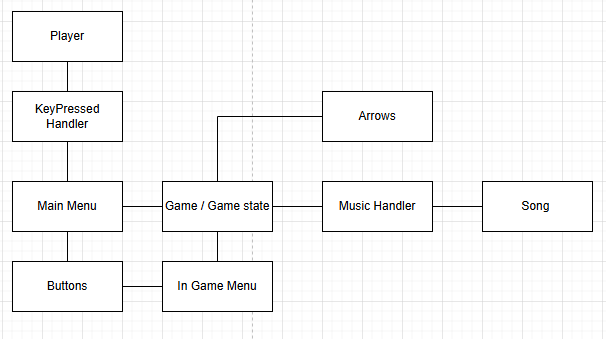 Player
KeyPressed
Handler
Arrows
Main Menu
Game / Game state
Music Handler
Song
Buttons
In Game Menu